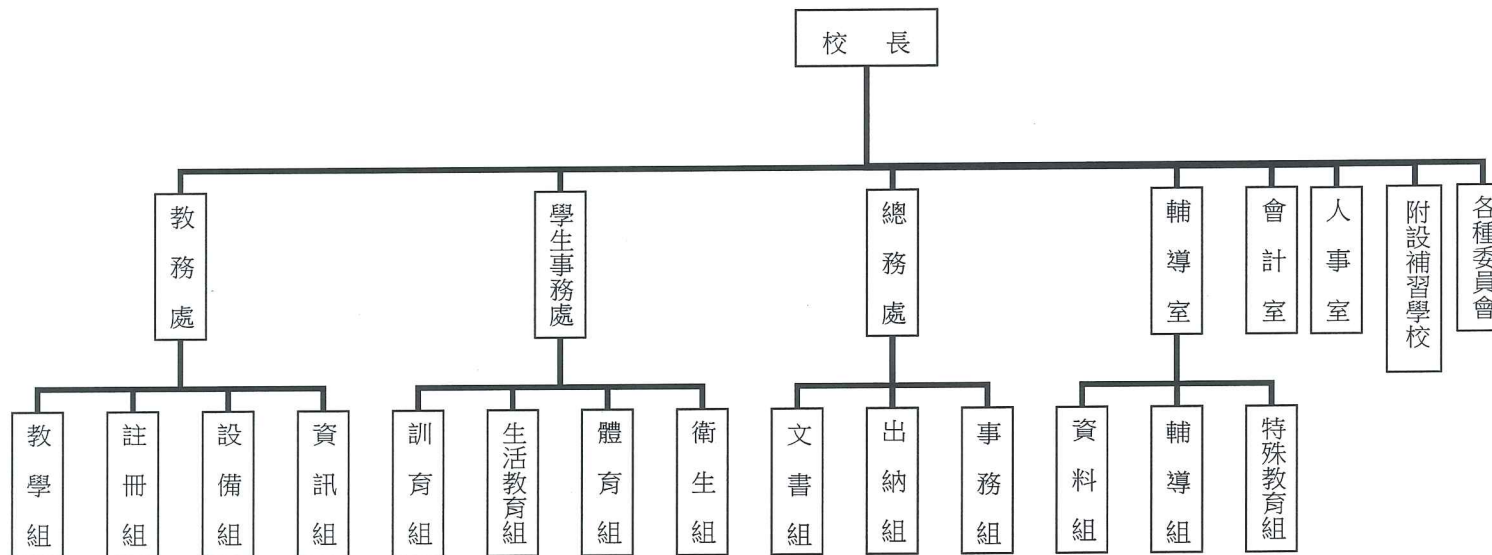 校長
教務處
學生事務處
總務處
輔導室
會計室
人事室
附設補習學校
各種委員會
教學組
註冊組
設備組
資訊組
訓育組
生活教育組
體育組
衛生組
文書組
出納組
事務組
資料組
輔導組
特殊教育組